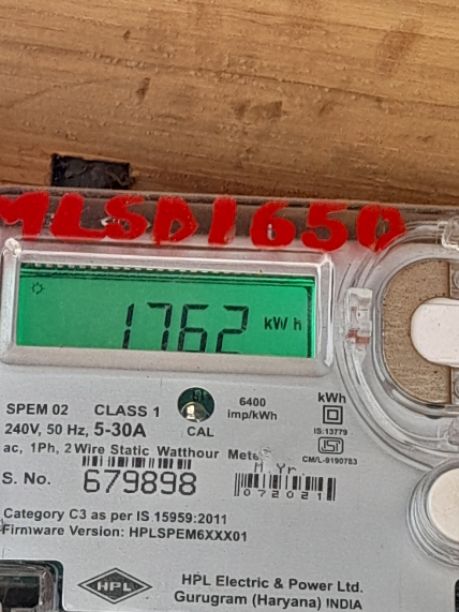 MLSD1650
1762 kWh
SPEM 02 CLASS 1 6400 imp/kWh kWh
240V, 50 Hz, 5-30A CAL IS:13779
ac, 1Ph, 2 Wire Static Watthour Meter CM/L-9190783
M Yr
S. No. 679898 072021
Category C3 as per IS 15959:2011
Firmware Version: HPLSPEM6XXX01
HPL HPL Electric & Power Ltd.
Gurugram (Haryana) INDIA